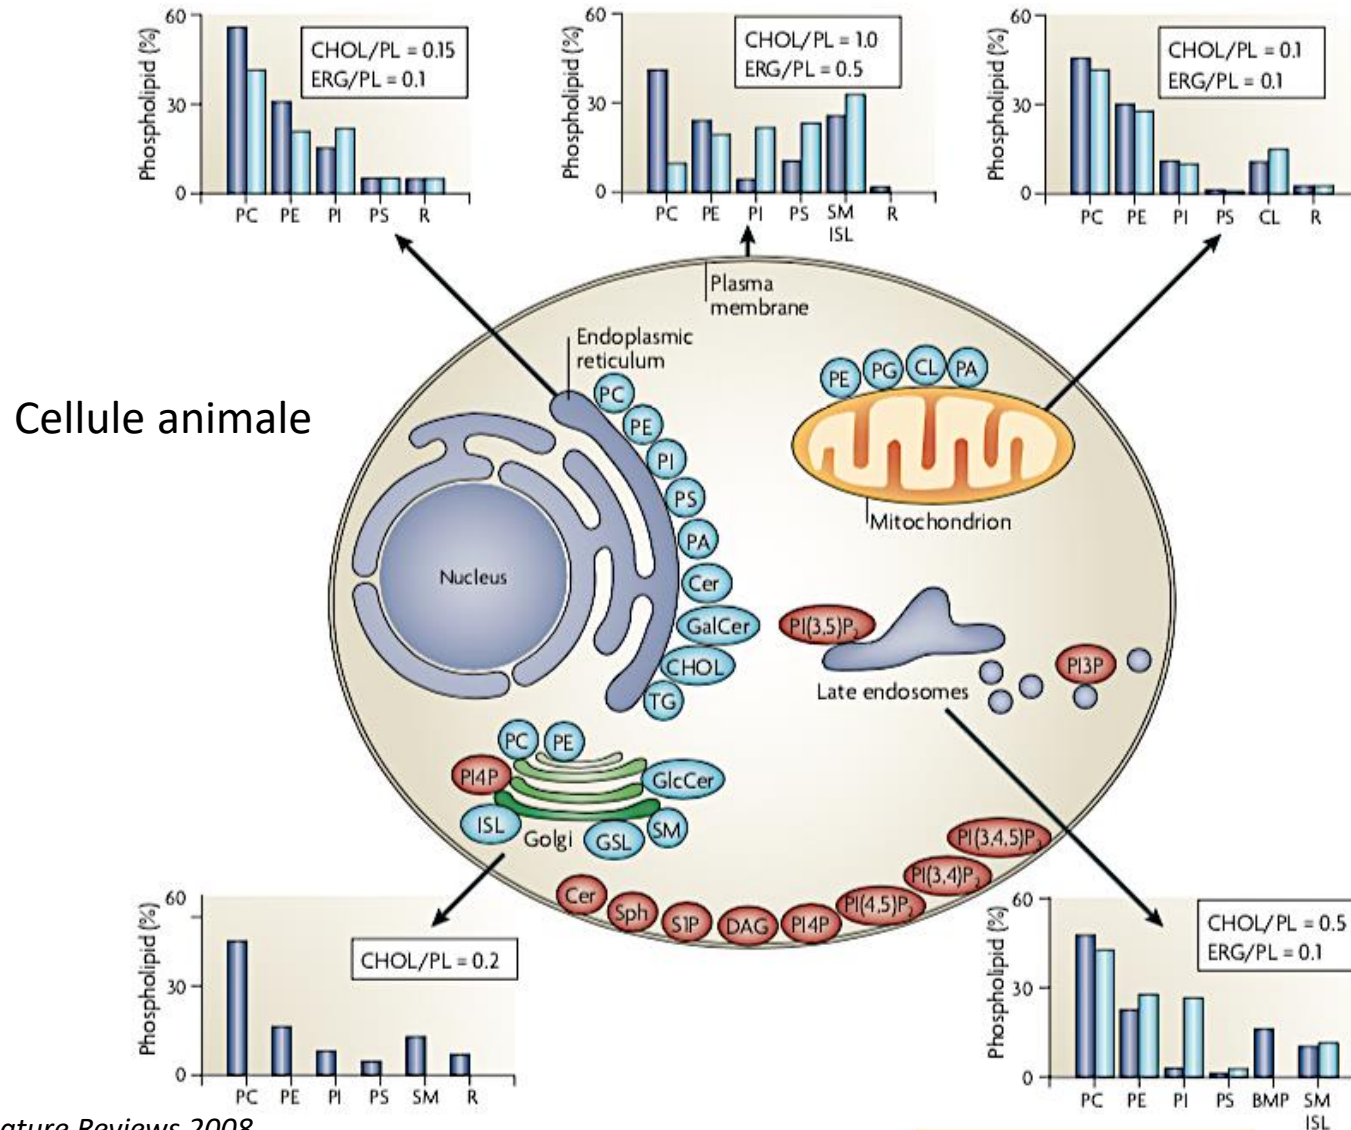 60
30
0
Phospholipid (%)
CHOL/PL = 0.15
ERG/PL = 0.1
PC PE PI PS R
60
30
0
Phospholipid (%)
CHOL/PL = 1.0
ERG/PL = 0.5
PC PE PI PS SM R
ISL
60
30
0
Phospholipid (%)
CHOL/PL = 0.1
ERG/PL = 0.1
PC PE PI PS CL R
Plasma
membrane
Endoplasmic
reticulum
Cellule animale
PC
PE
PI
PS
PA
Cer
GalCer
CHOL
TG
PE PG CL PA
Mitochondrion
Nucleus
PI(3,5)P2
Late endosomes
PI3P
PC PE
PI4P
GlcCer
ISL
Golgi
GSL
SM
Cer
Sph
S1P
DAG
PI4P
PI(4,5)P2
PI(3,4)P2
PI(3,4,5)P3
60
30
0
Phospholipid (%)
CHOL/PL = 0.2
PC PE PI PS SM R
60
30
0
Phospholipid (%)
CHOL/PL = 0.5
ERG/PL = 0.1
PC PE PI PS BMP SM
ISL
Reviews 2008